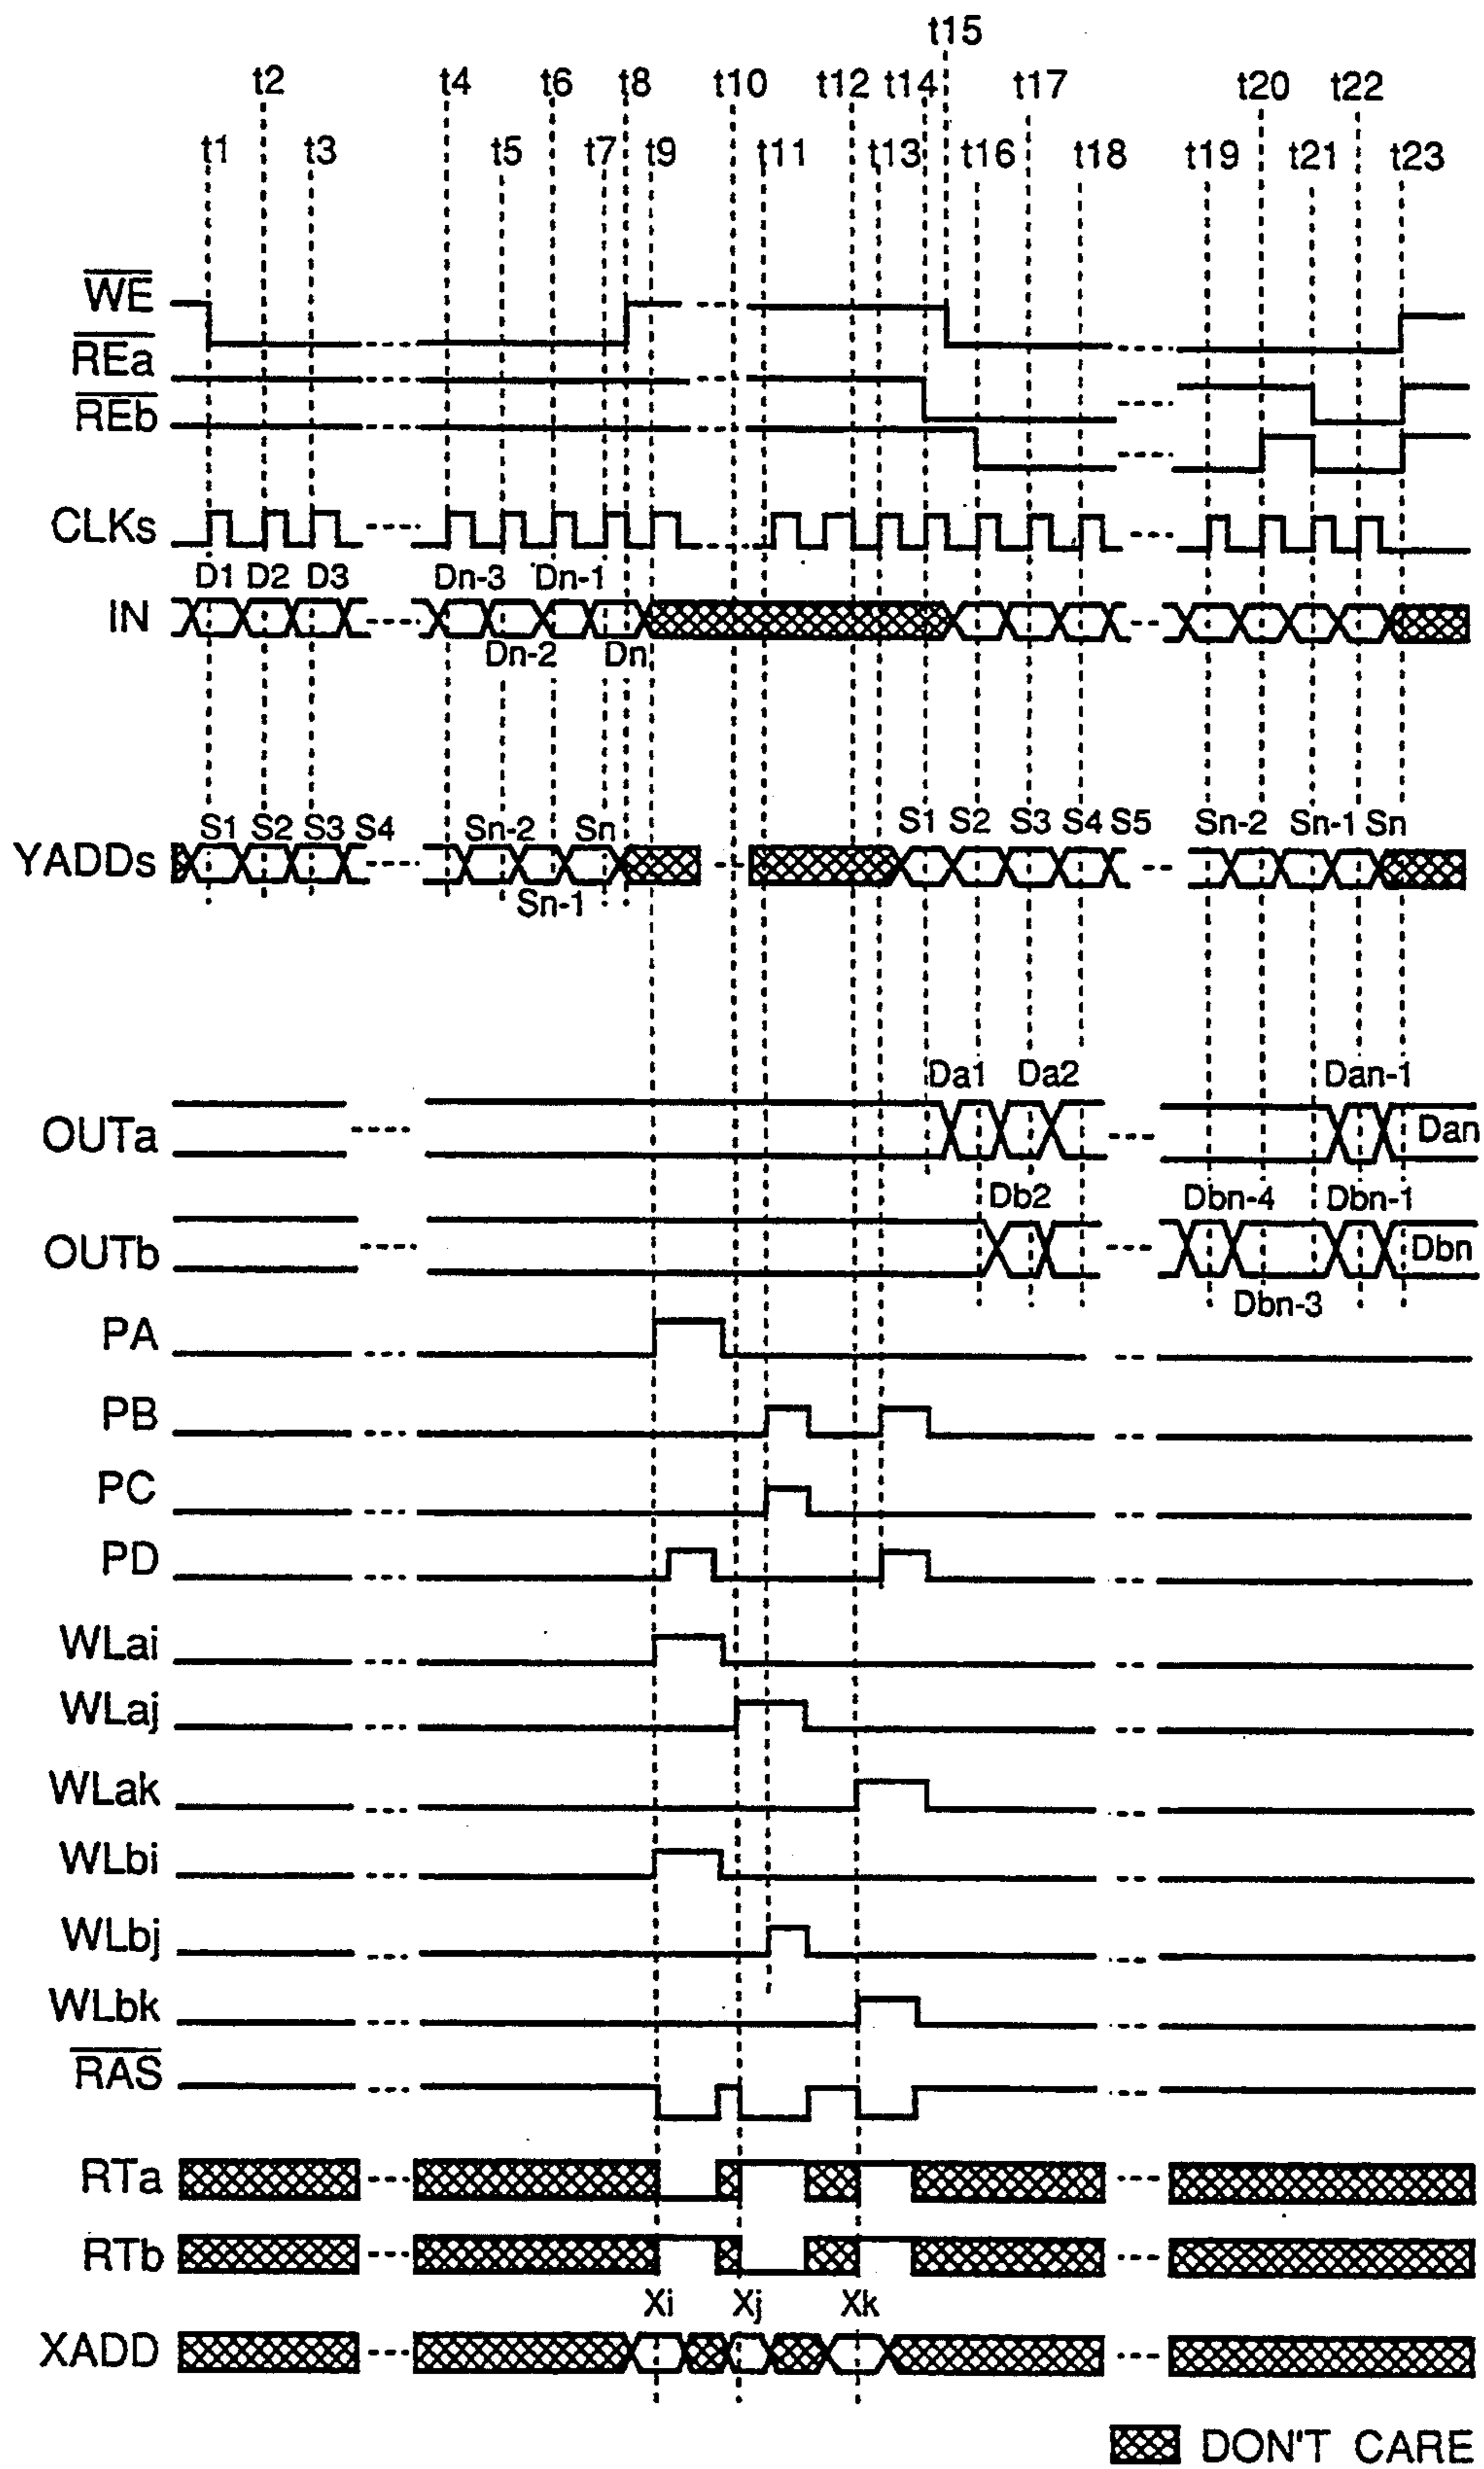 t15
t2 t4 t6 t8 t10 t12 t14 t17 t20 t22
t1 t3 t5 t7 t9 t11 t13 t16 t18 t19 t21 t23
WE
REa
REb
CLKs
D1 D2 D3 Dn-3 Dn-1
IN
Dn-2 Dn
S1 S2 S3 S4 Sn-2 Sn S1 S2 S3 S4 S5 Sn-2 Sn-1 Sn
YADDs
Sn-1
Da1 Da2 Dan-1
OUTa Dan
Db2 Dbn-4 Dbn-1
OUTb Dbn
Dbn-3
PA
PB
PC
PD
WLai
WLaj
WLak
WLbi
WLbj
WLbk
RAS
RTa
RTb
Xi Xj Xk
XADD
DON'T CARE